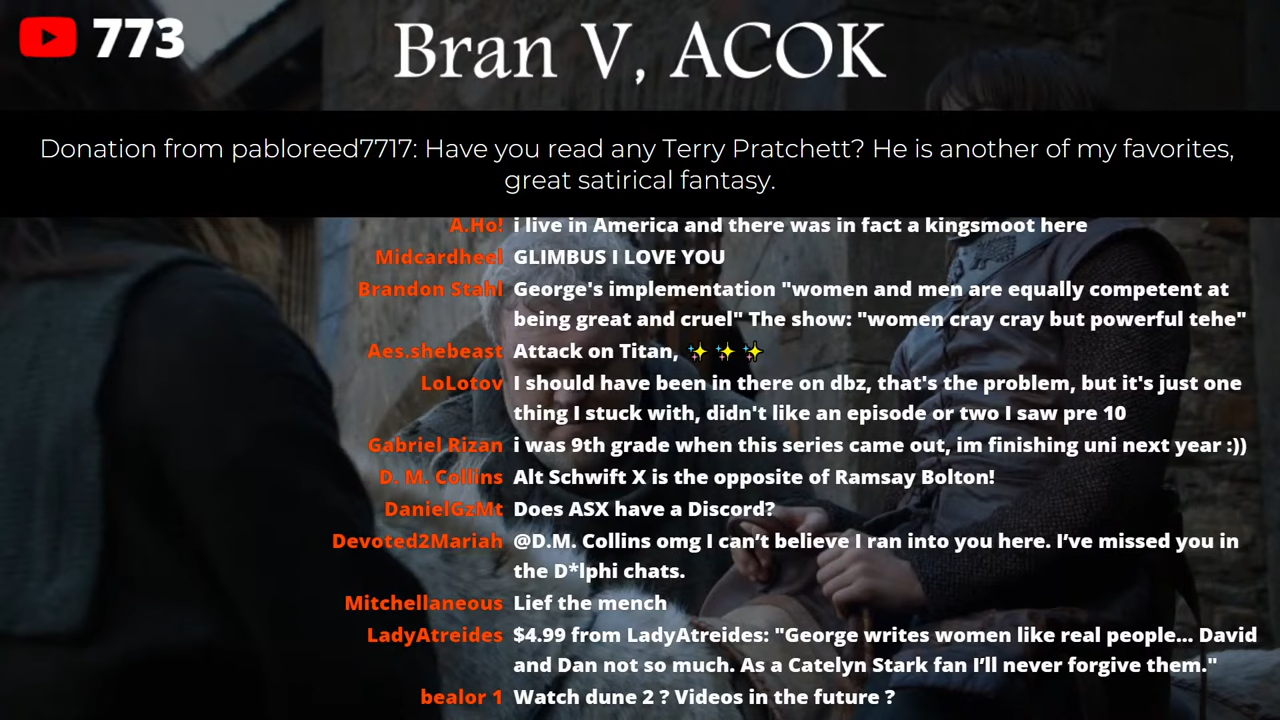 773
Bran V, ACOK
Donation from pabloreed7717: Have you read any Terry Pratchett? He is another of my favorites,
great satirical fantasy.
A.Ho! i live in America and there was in fact a kingsmoot here
Midcardheel GLIMBUS I LOVE YOU
Brandon Stahl George's implementation "women and men are equally competent at
being great and cruel" The show: "women cray cray but powerful tehe"
Aes.shebeast Attack on Titan, ✨ ✨ ✨
LoLotov I should have been in there on dbz, that's the problem, but it's just one
thing I stuck with, didn't like an episode or two I saw pre 10
Gabriel Rizan i was 9th grade when this series came out, im finishing uni next year :))
D. M. Collins Alt Schwift X is the opposite of Ramsay Bolton!
DanielGzMt Does ASX have a Discord?
Devoted2Mariah @D.M. Collins omg I can’t believe I ran into you here. I’ve missed you in
the D*lphi chats.
Mitchellaneous Lief the mench
LadyAtreides $4.99 from LadyAtreides: "George writes women like real people... David
and Dan not so much. As a Catelyn Stark fan I’ll never forgive them."
bealor 1 Watch dune 2 ? Videos in the future ?